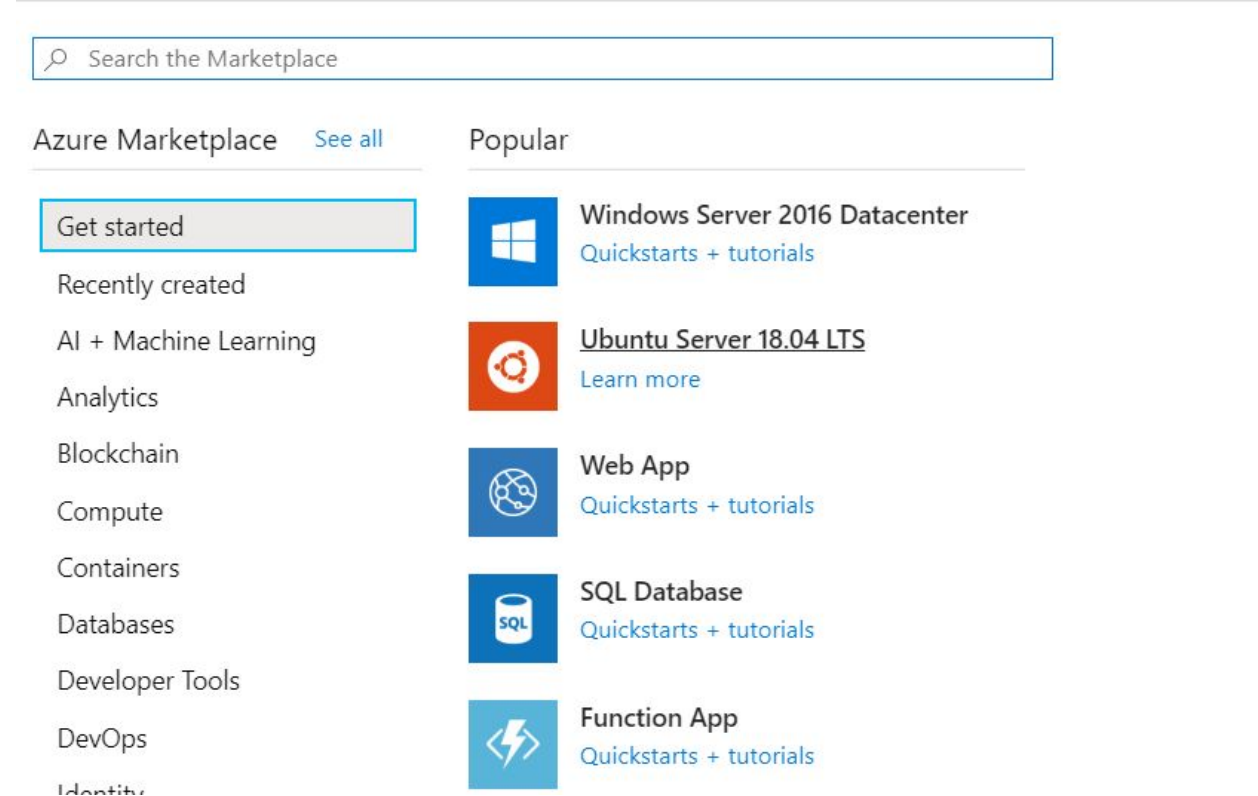 Search the Marketplace
Azure Marketplace See all
Get started
Recently created
AI + Machine Learning
Analytics
Blockchain
Compute
Containers
Databases
Developer Tools
DevOps
Identity
Popular
Windows Server 2016 Datacenter
Quickstarts + tutorials
Ubuntu Server 18.04 LTS
Learn more
Web App
Quickstarts + tutorials
SQL
SQL Database
Quickstarts + tutorials
Function App
Quickstarts + tutorials